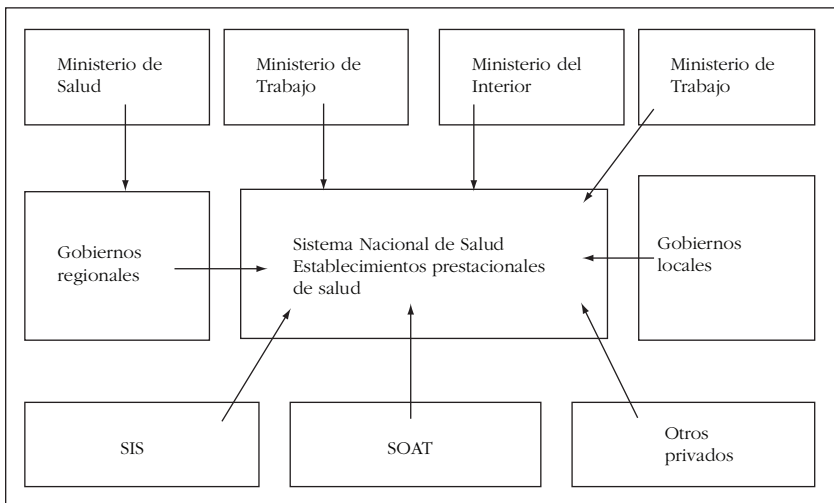 Ministerio de
Salud
Ministerio de
Trabajo
Ministerio del
Interior
Ministerio de
Trabajo
Gobiernos
regionales
Sistema Nacional de Salud
Establecimientos prestacionales
de salud
Gobiernos
locales
SIS
SOAT
Otros
privados